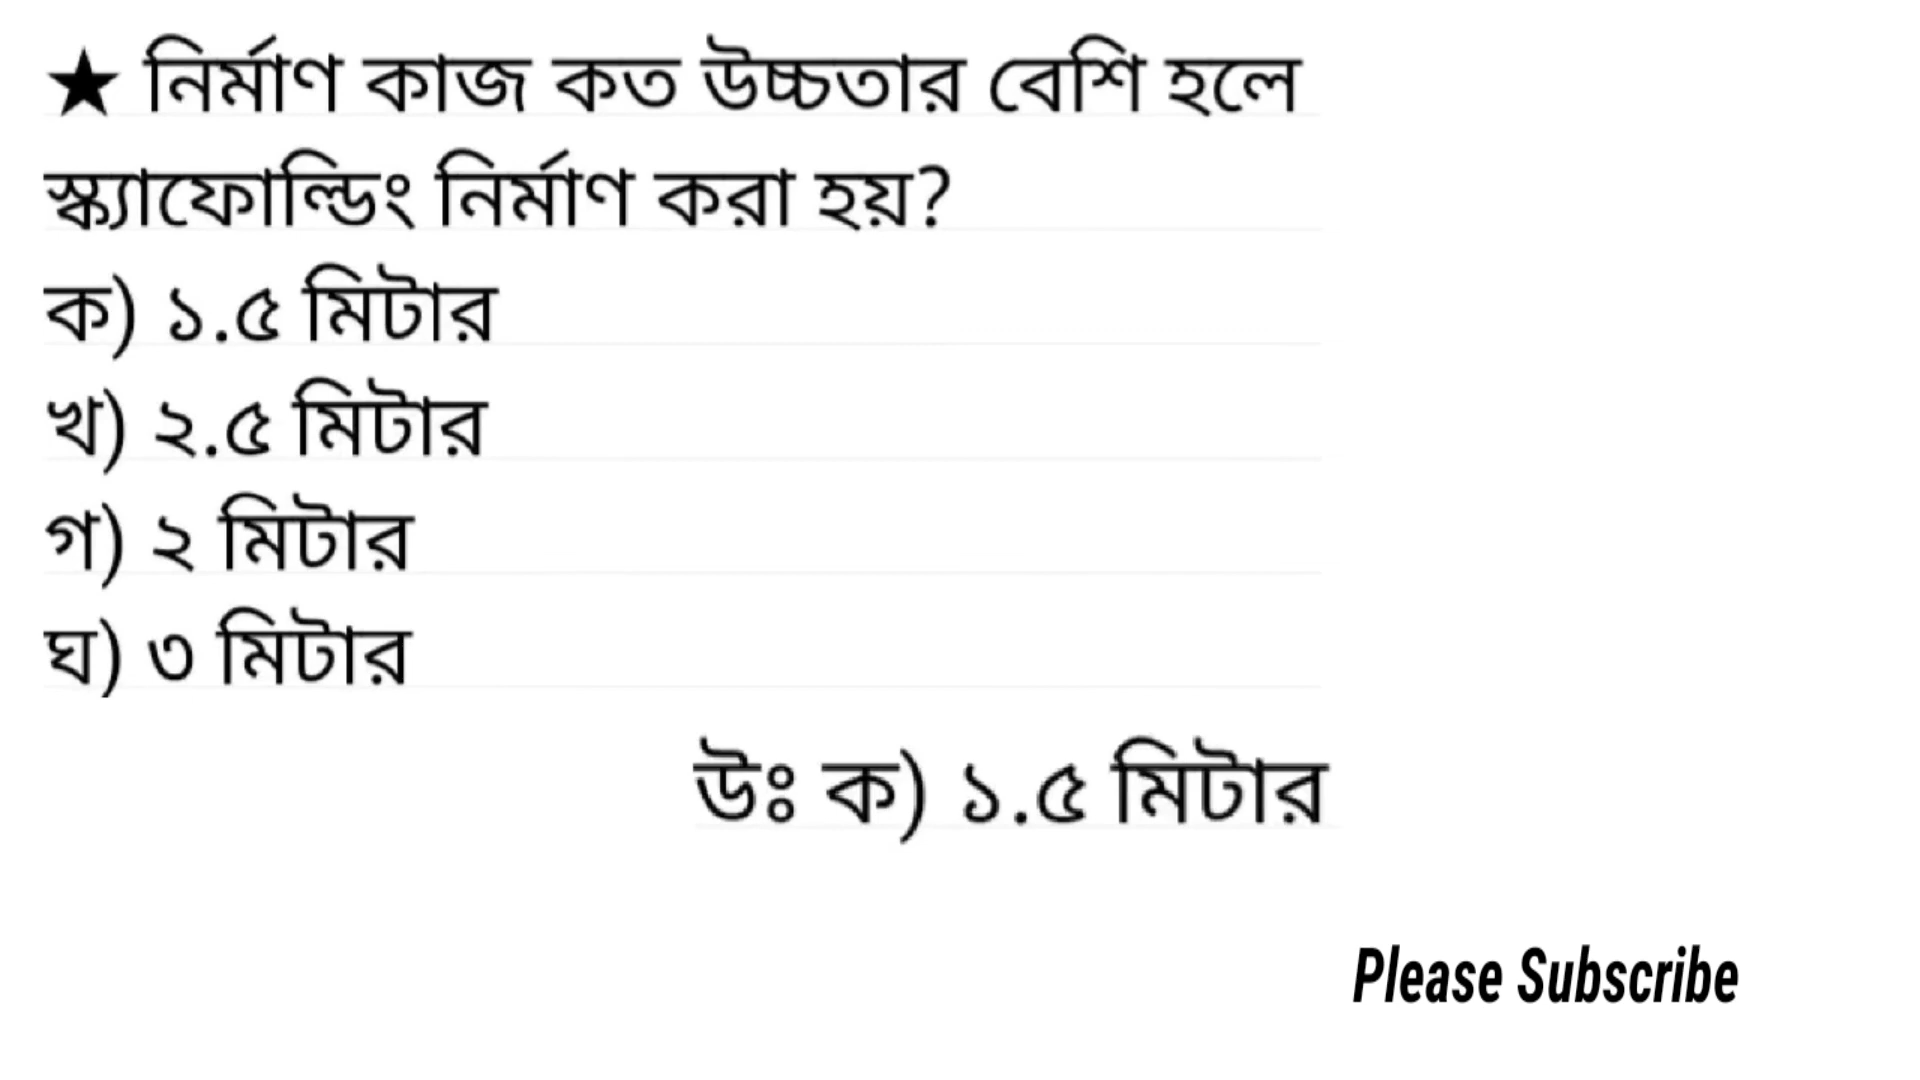 ★ নির্মাণ কাজ কত উচ্চতার বেশি হলে
স্ক্যাফোল্ডিং নির্মাণ করা হয়?
ক) ১.৫ মিটার
খ) ২.৫ মিটার
গ) ২ মিটার
ঘ) ৩ মিটার
উঃ ক) ১.৫ মিটার
Please Subscribe